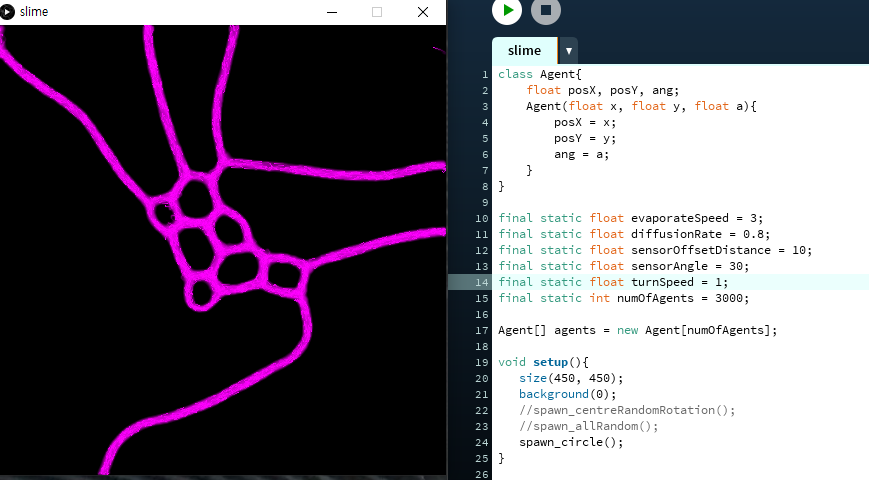 slime
slime
1 class Agent{
2 float posX, posY, ang;
3 Agent(float x, float y, float a){
4 posX = x;
5 posY = y;
6 ang = a;
7 }
8 }
9
10 final static float evaporateSpeed = 3;
11 final static float diffusionRate = 0.8;
12 final static float sensorOffsetDistance = 10;
13 final static float sensorAngle = 30;
14 final static float turnSpeed = 1;
15 final static int numOfAgents = 3000;
16
17 Agent[] agents = new Agent[numOfAgents];
18
19 void setup(){
20 size(450, 450);
21 background(0);
22 //spawn_centreRandomRotation();
23 //spawn_allRandom();
24 spawn_circle();
25 }
26